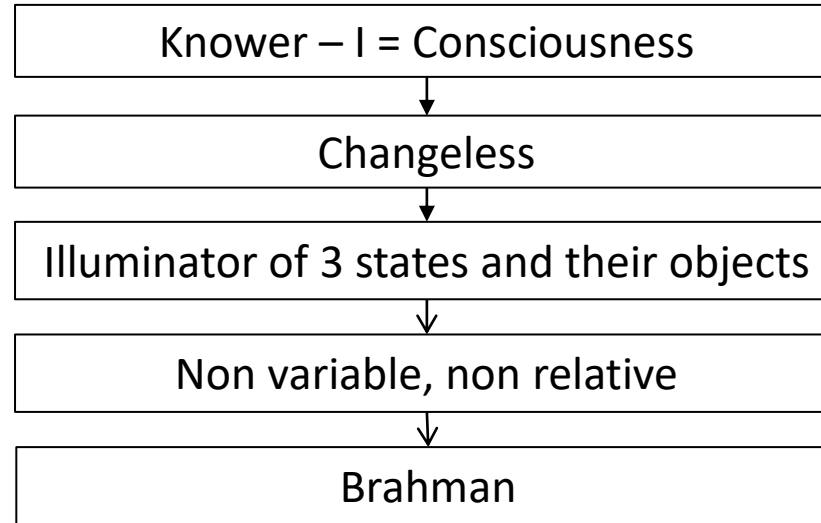 Knower – I = Consciousness
Changeless
Illuminator of 3 states and their objects
Non variable, non relative
Brahman